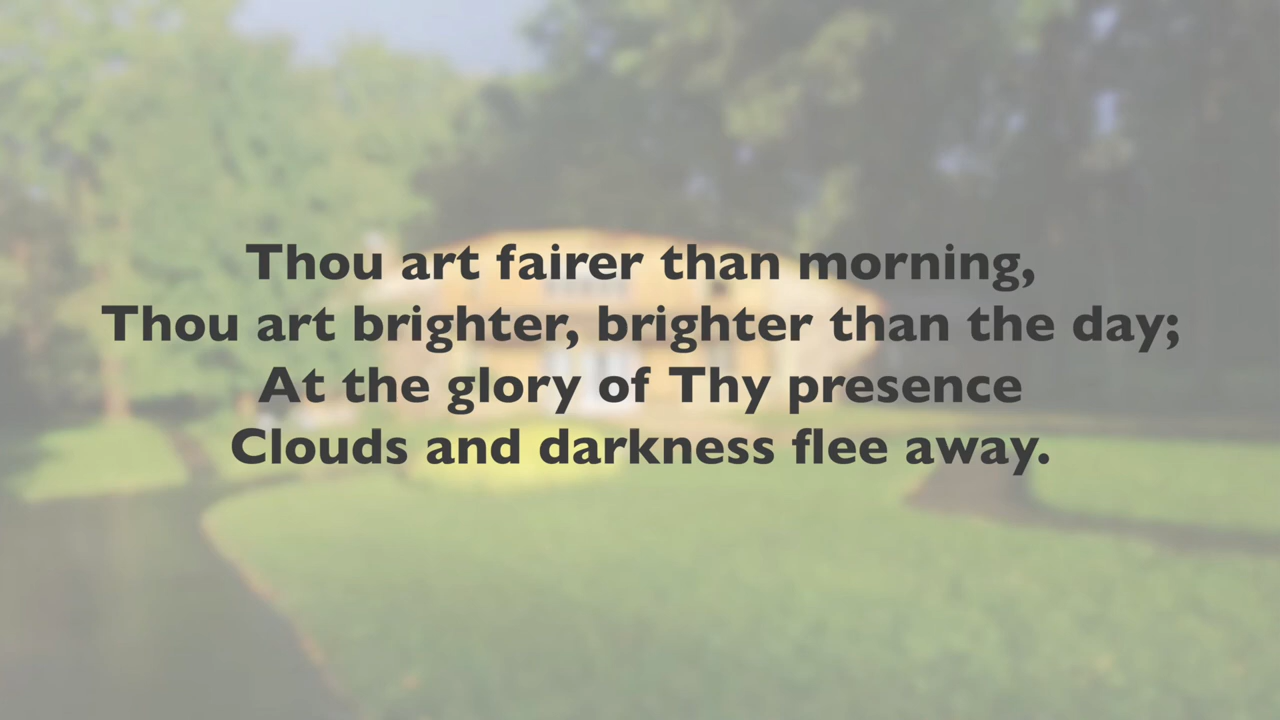 Thou art fairer than morning,
Thou art brighter, brighter than the day;
At the glory of Thy presence
Clouds and darkness flee away.